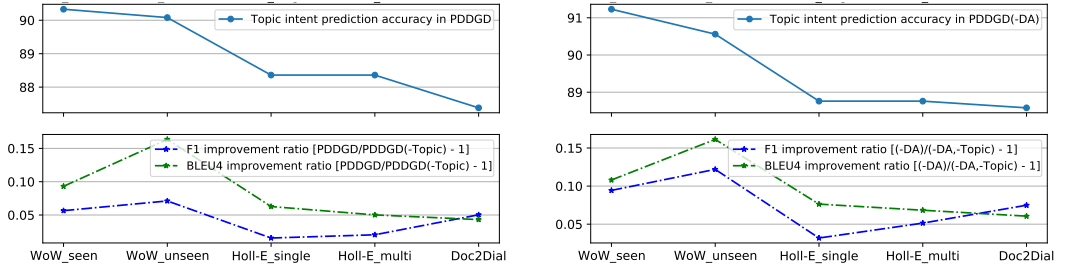 Topic intent prediction accuracy in PDDGD
90
89
88
F1 improvement ratio [PDDGD/PDDGD(-Topic) - 1]
BLEU4 improvement ratio [PDDGD/PDDGD(-Topic) - 1]
0.15
0.10
0.05
WoW_seen WoW_unseen Holl-E_single Holl-E_multi Doc2Dial
Topic intent prediction accuracy in PDDGD(-DA)
91
90
89
F1 improvement ratio [(-DA)/(-DA,-Topic) - 1]
BLEU4 improvement ratio [(-DA)/(-DA,-Topic) - 1]
0.15
0.10
0.05
WoW_seen WoW_unseen Holl-E_single Holl-E_multi Doc2Dial